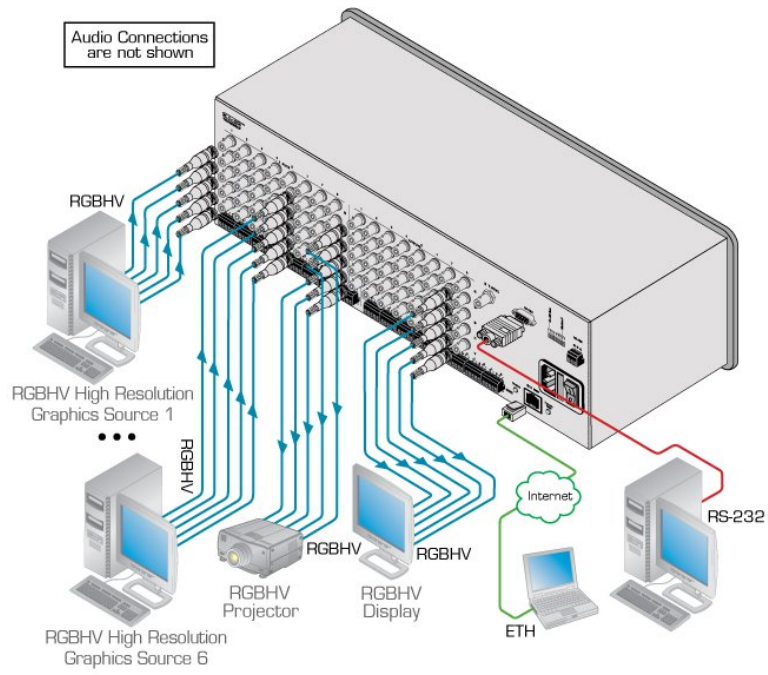 Audio Connections
are not shown
RGBHV
RGBHV High Resolution
Graphics Source 1
RGBHV
Internet
RS-232
RGBHV
RGBHV
RGBHV
Projector
RGBHV
Display
ETH
RGBHV High Resolution
Graphics Source 6